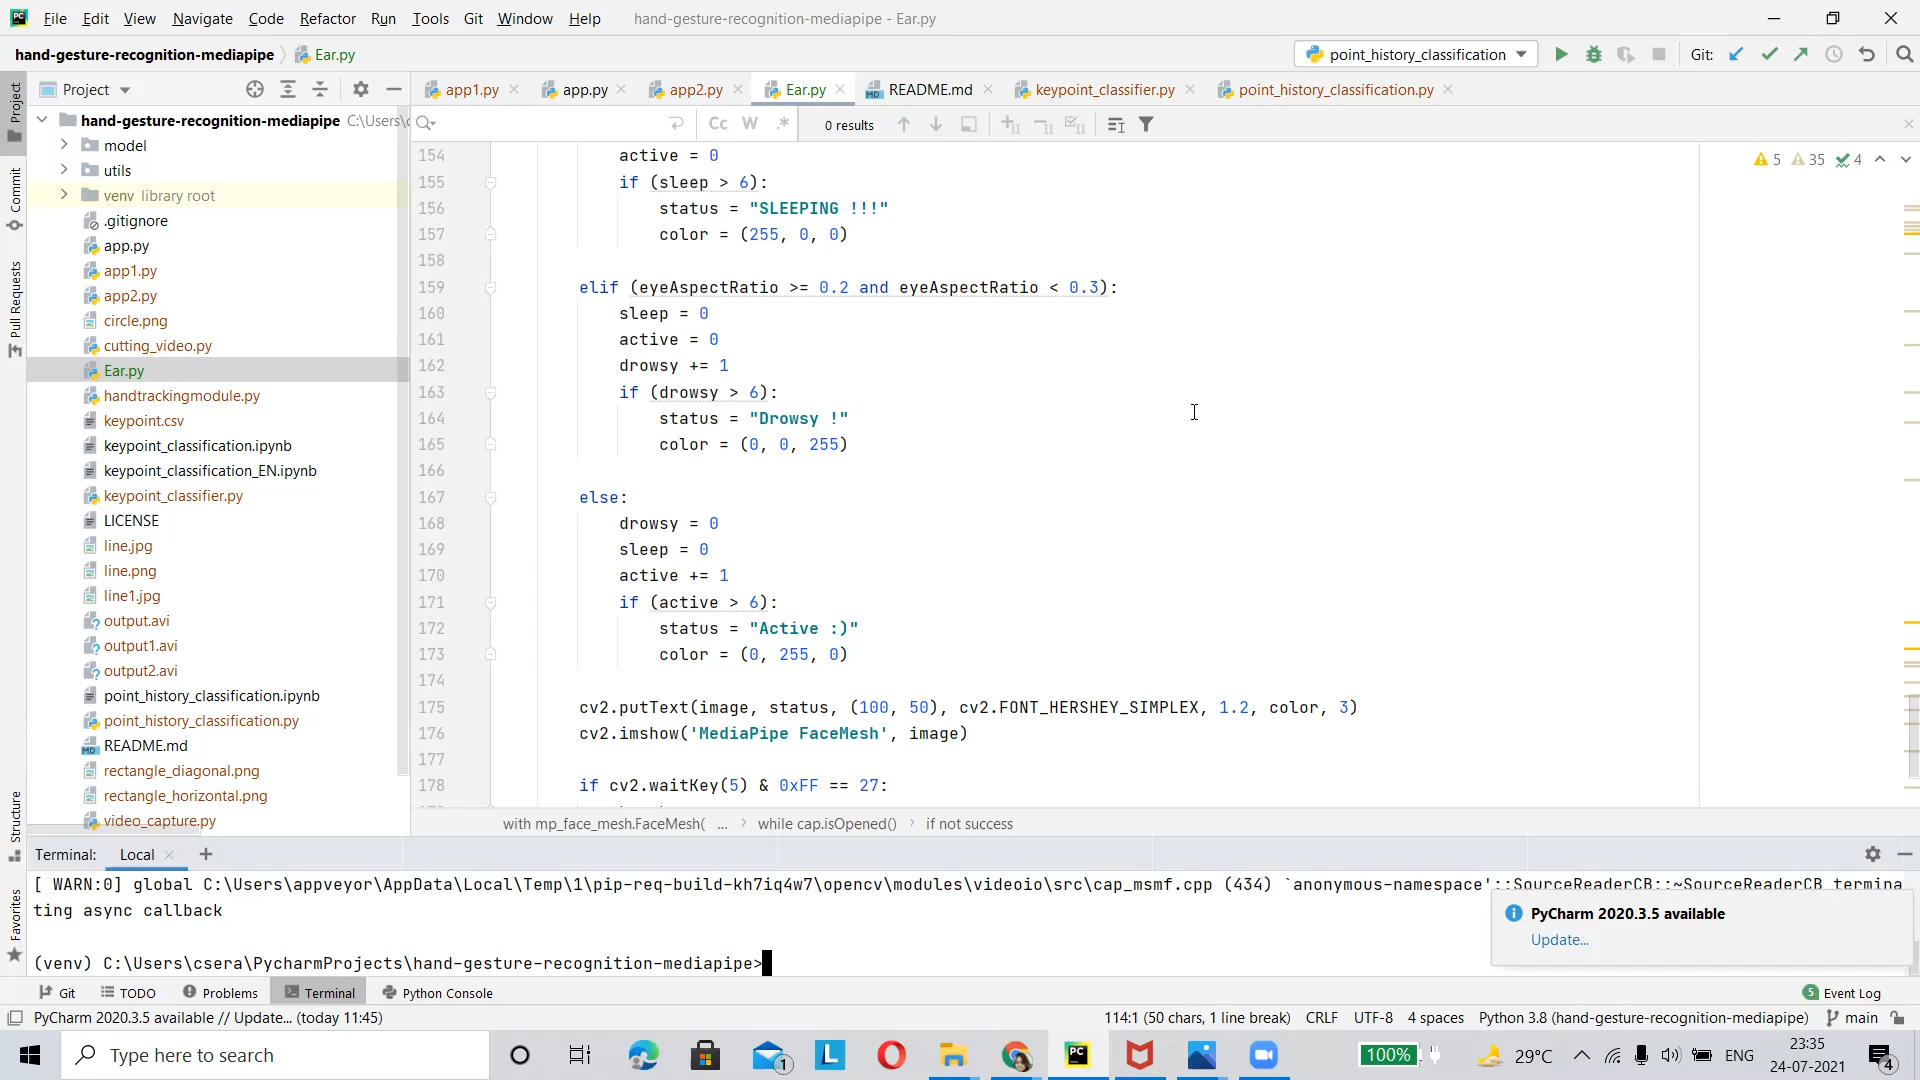 File Edit View Navigate Code Refactor Run Tools Git Window Help hand-gesture-recognition-mediapipe - Ear.py
hand-gesture-recognition-mediapipe Ear.py point_history_classification Git:
Project app1.py app.py app2.py Ear.py README.md keypoint_classifier.py point_history_classification.py
Cc W .* 0 results
hand-gesture-recognition-mediapipe C:\Users\c
model
utils
venv library root
.gitignore
app.py
app1.py
app2.py
circle.png
cutting_video.py
Ear.py
handtrackingmodule.py
keypoint.csv
keypoint_classification.ipynb
keypoint_classification_EN.ipynb
keypoint_classifier.py
LICENSE
line.jpg
line.png
line1.jpg
output.avi
output1.avi
output2.avi
point_history_classification.ipynb
point_history_classification.py
README.md
rectangle_diagonal.png
rectangle_horizontal.png
video_capture.py
Project
Commit
Pull Requests
Structure
Favorites
5 35 4
154 active = 0
155 if (sleep > 6):
156 status = "SLEEPING !!!"
157 color = (255, 0, 0)
158
159 elif (eyeAspectRatio >= 0.2 and eyeAspectRatio < 0.3):
160 sleep = 0
161 active = 0
162 drowsy += 1
163 if (drowsy > 6):
164 status = "Drowsy !"
165 color = (0, 0, 255)
166
167 else:
168 drowsy = 0
169 sleep = 0
170 active += 1
171 if (active > 6):
172 status = "Active :)"
173 color = (0, 255, 0)
174
175 cv2.putText(image, status, (100, 50), cv2.FONT_HERSHEY_SIMPLEX, 1.2, color, 3)
176 cv2.imshow('MediaPipe FaceMesh', image)
177
178 if cv2.waitKey(5) & 0xFF == 27:
with mp_face_mesh.FaceMesh( ... while cap.isOpened() if not success
Terminal: Local
[ WARN:0] global C:\Users\appveyor\AppData\Local\Temp\1\pip-req-build-kh7iq4w7\opencv\modules\videoio\src\cap_msmf.cpp (434) `anonymous-namespace'::SourceReaderCB::~SourceReaderCB termina
ting async callback
(venv) C:\Users\csera\PycharmProjects\hand-gesture-recognition-mediapipe>
PyCharm 2020.3.5 available
Update...
Git TODO Problems Terminal Python Console 5 Event Log
PyCharm 2020.3.5 available // Update... (today 11:45) 114:1 (50 chars, 1 line break) CRLF UTF-8 4 spaces Python 3.8 (hand-gesture-recognition-mediapipe) main
Type here to search 1 L PC 100% 29°C ENG 23:35
24-07-2021 4